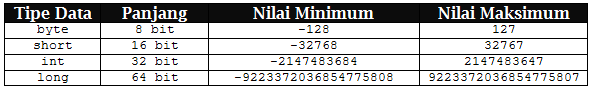 Tipe Data Panjang Nilai Minimum Nilai Maksimum
byte 8 bit -128 127
short 16 bit -32768 32767
int 32 bit -2147483684 2147483647
long 64 bit -9223372036854775808 9223372036854775807